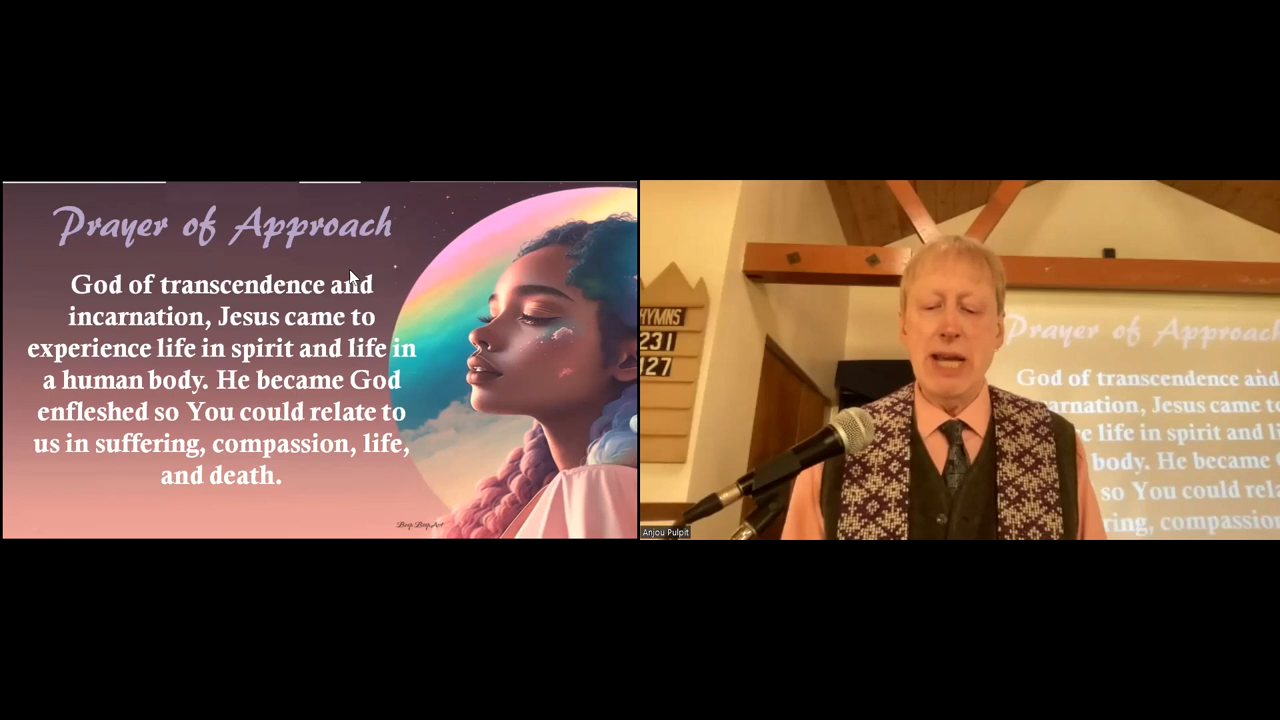 Prayer of Approach
God of transcendence and
incarnation, Jesus came to
experience life in spirit and life in
a human body. He became God
enfleshed so You could relate to
us in suffering, compassion, life,
and death.
HYMNS
231
127
Prayer of Approach
God of transcendence and
arnation, Jesus came to
ce life in spirit and li
body. He became
so You could rela
ring, compassion
Anjou Pulpit